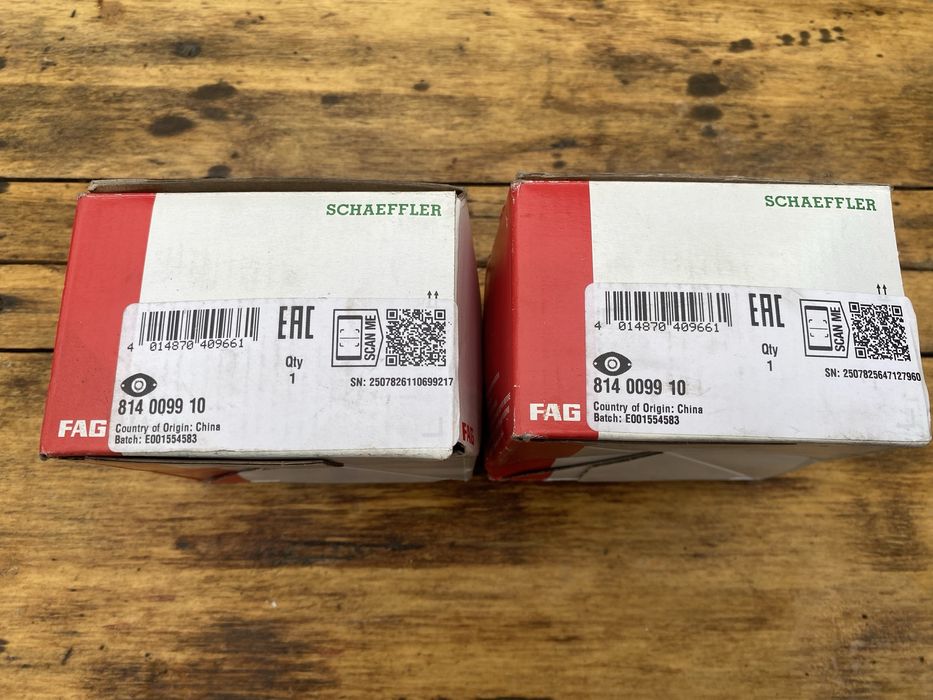 SCHAEFFLER
4 014870 409661
EAC
Qty
1
SCAN ME
SN: 2507826110699217
814 0099 10
Country of Origin: China
Batch: E001554583
FAG
FAG
SCHAEFFLER
4 014870 409661
EAC
Qty
1
SCAN ME
SN: 2507825647127960
814 0099 10
Country of Origin: China
Batch: E001554583
FAG